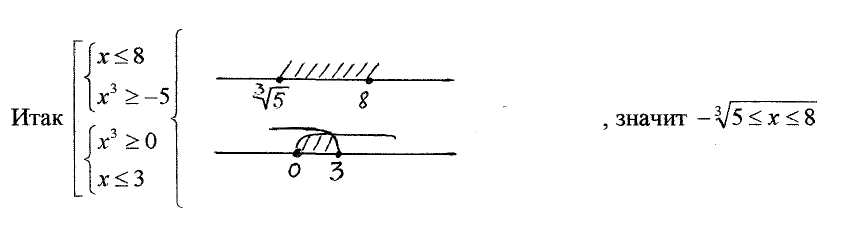 x ≤ 8
x³ ≥ −5
∛5 8
Итак
x³ ≥ 0
x ≤ 3
0 3
, значит −∛(5 ≤ x ≤ 8)